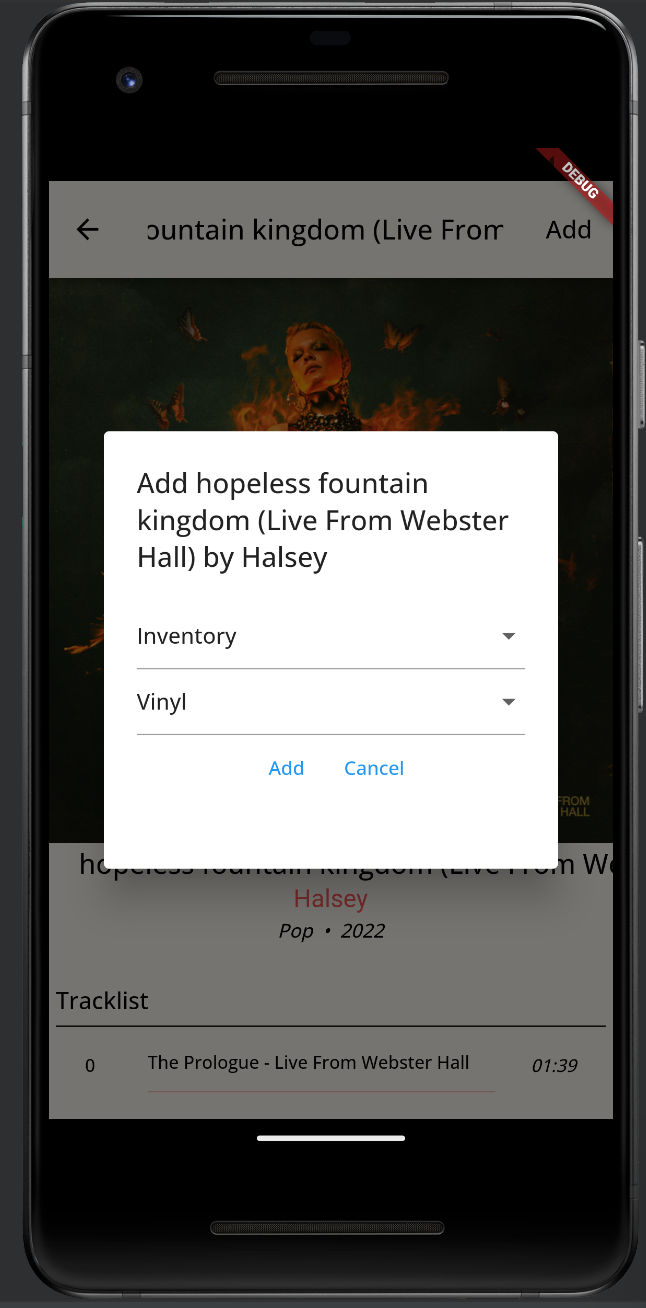 DEBUG
ountain kingdom (Live From
Add
Add hopeless fountain
kingdom (Live From Webster
Hall) by Halsey
Inventory
Vinyl
Add Cancel
FROM
HALL
hopeless fountain kingdom (Live From We
Halsey
Pop • 2022
Tracklist
0 The Prologue - Live From Webster Hall 01:39